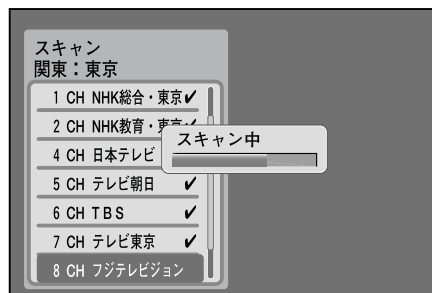 スキャン
関東：東京
1 CH NHK総合・東京✔
2 CH NHK教育・東京✔
スキャン中
4 CH 日本テレビ
5 CH テレビ朝日 ✔
6 CH TBS ✔
7 CH テレビ東京 ✔
8 CH フジテレビジョン